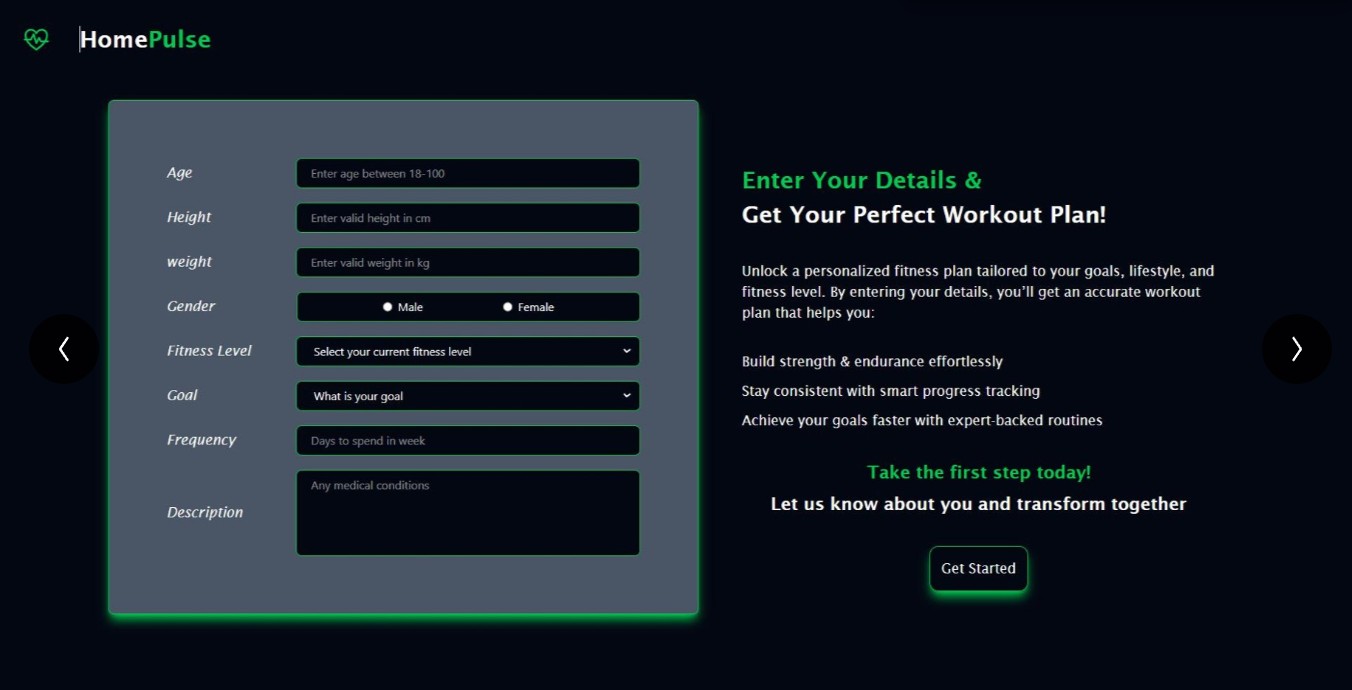 HomePulse
Age
Enter age between 18-100
Height
Enter valid height in cm
weight
Enter valid weight in kg
Gender
Male
Female
Fitness Level
Select your current fitness level
Goal
What is your goal
Frequency
Days to spend in week
Description
Any medical conditions
Enter Your Details &
Get Your Perfect Workout Plan!
Unlock a personalized fitness plan tailored to your goals, lifestyle, and
fitness level. By entering your details, you’ll get an accurate workout
plan that helps you:
Build strength & endurance effortlessly
Stay consistent with smart progress tracking
Achieve your goals faster with expert-backed routines
Take the first step today!
Let us know about you and transform together
Get Started